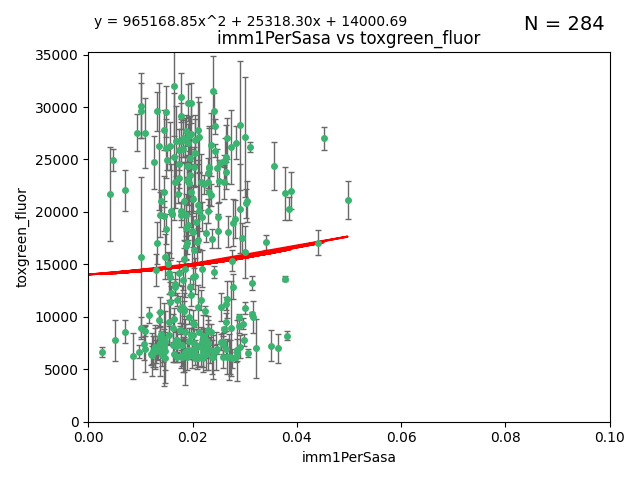 y = 965168.85x^2 + 25318.30x + 14000.69
N = 284
imm1PerSasa vs toxgreen_fluor
35000
30000
25000
20000
15000
10000
5000
0
toxgreen_fluor
0.00 0.02 0.04 0.06 0.08 0.10
imm1PerSasa